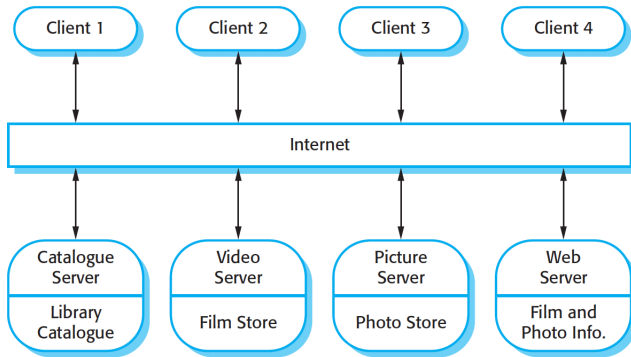 Client 1
Client 2
Client 3
Client 4
Internet
Catalogue
Server
Library
Catalogue
Video
Server
Film Store
Picture
Server
Photo Store
Web
Server
Film and
Photo Info.